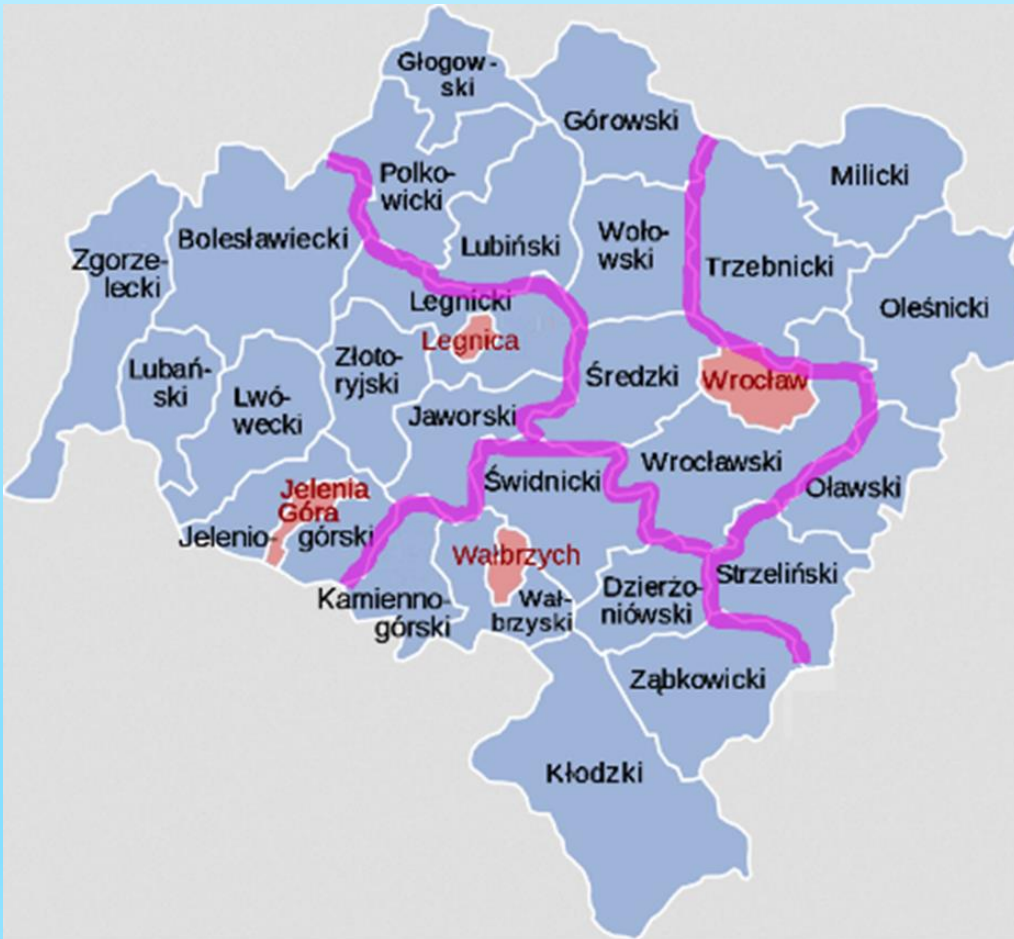 Głogow-
ski
Górowski
Polko-
wicki
Milicki
Bolesławiecki
Lubiński
Woło-
wski
Trzebnicki
Zgorze-
lecki
Legnicki
Oleśnicki
Legnica
Lubań-
ski
Złoto-
ryjski
Średzki
Wrocław
Lwó-
wecki
Jaworski
Wrocławski
Świdnicki
Oławski
Jelenia
Góra
Jelenio- górski
Wałbrzych
Strzeliński
Kamienno-
górski
Wał-
brzyski
Dzierżo-
niówski
Ząbkowicki
Kłodzki